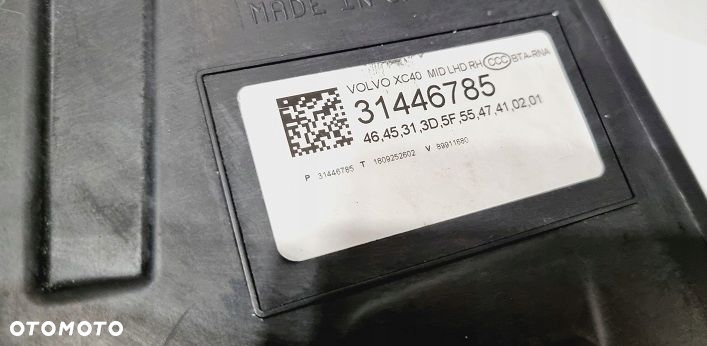 MADE IN
VOLVO XC40 MID LHD RH CCC BTA-RNA
31446785
46,45,31,3D,5F,55,47,41,02,01
P 31446785 T 1809252602 V 89911680
OTOMOTO